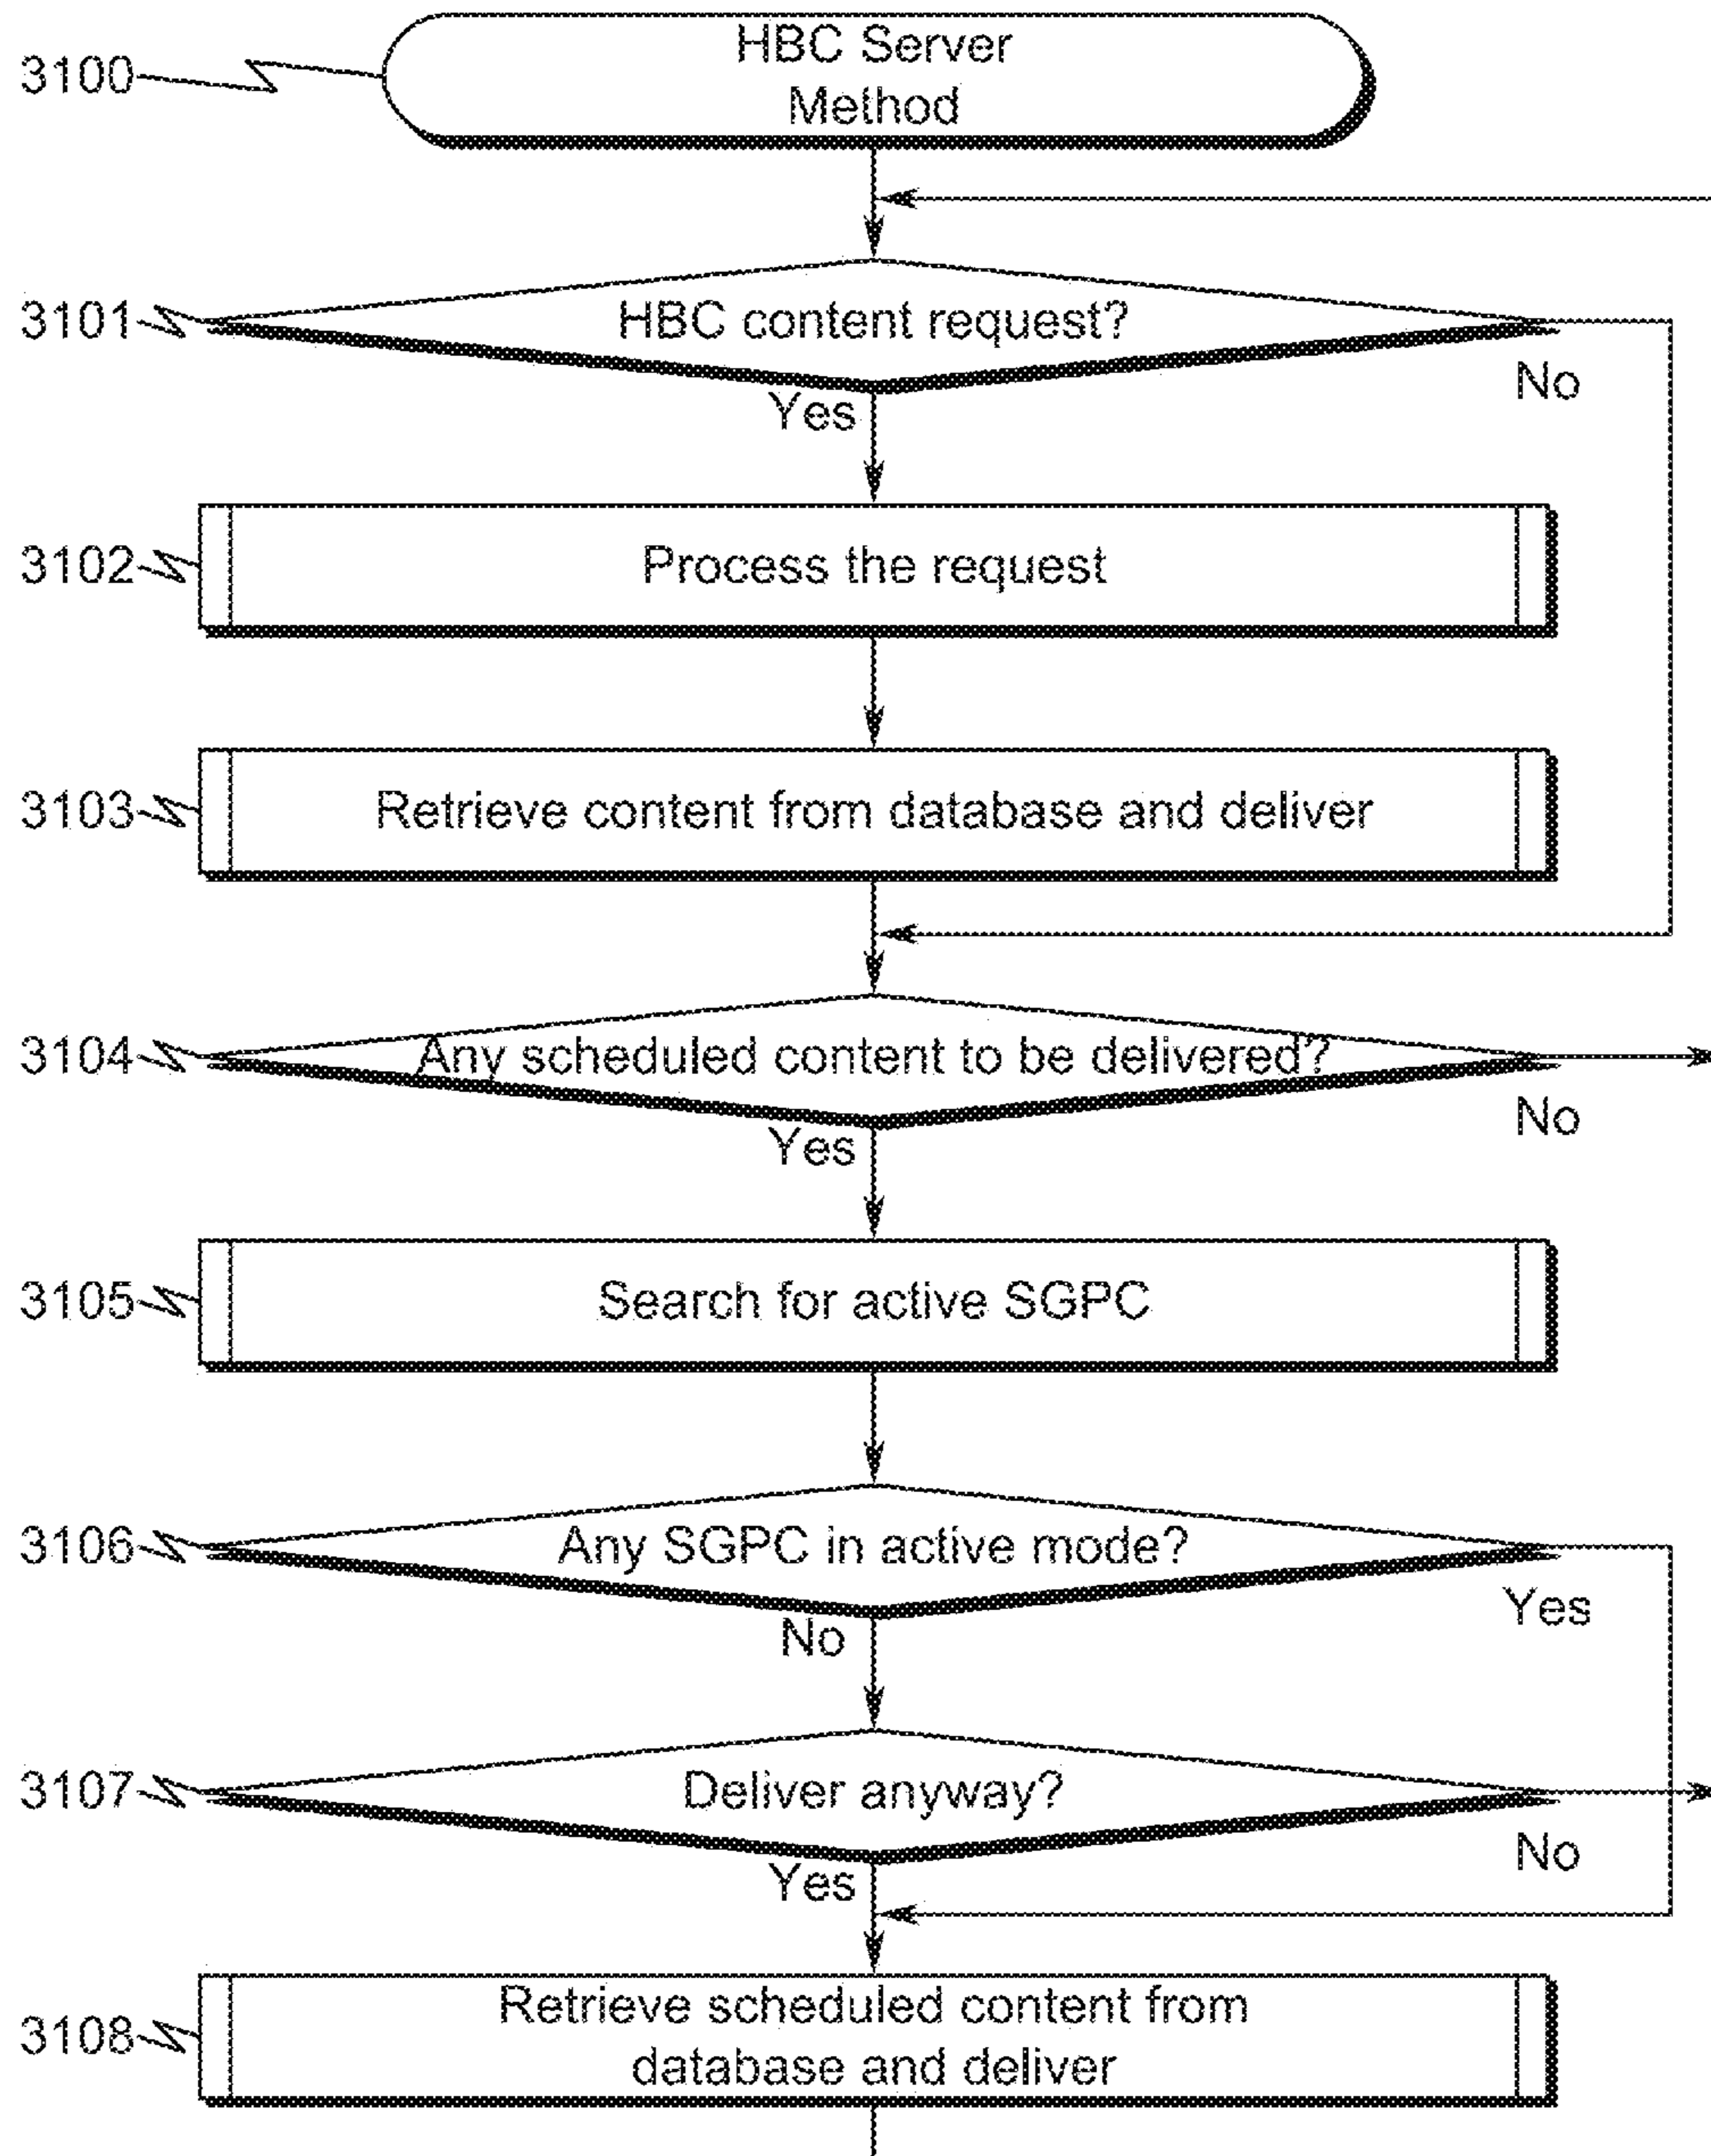 3100
HBC Server
Method
3101
HBC content request?
No
Yes
3102
Process the request
3103
Retrieve content from database and deliver
3104
Any scheduled content to be delivered?
No
Yes
3105
Search for active SGPC
3106
Any SGPC in active mode?
Yes
No
3107
Deliver anyway?
No
Yes
3108
Retrieve scheduled content from
database and deliver